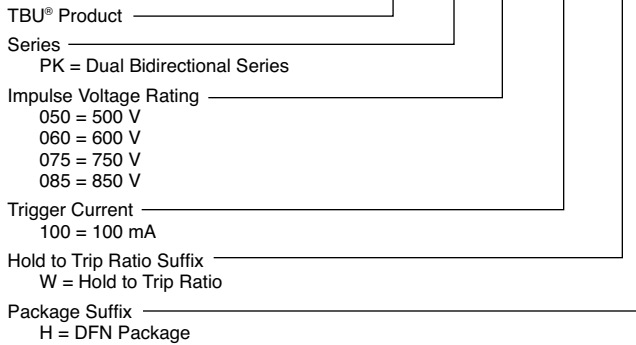 TBU® Product
Series
PK = Dual Bidirectional Series
Impulse Voltage Rating
050 = 500 V
060 = 600 V
075 = 750 V
085 = 850 V
Trigger Current
100 = 100 mA
Hold to Trip Ratio Suffix
W = Hold to Trip Ratio
Package Suffix
H = DFN Package